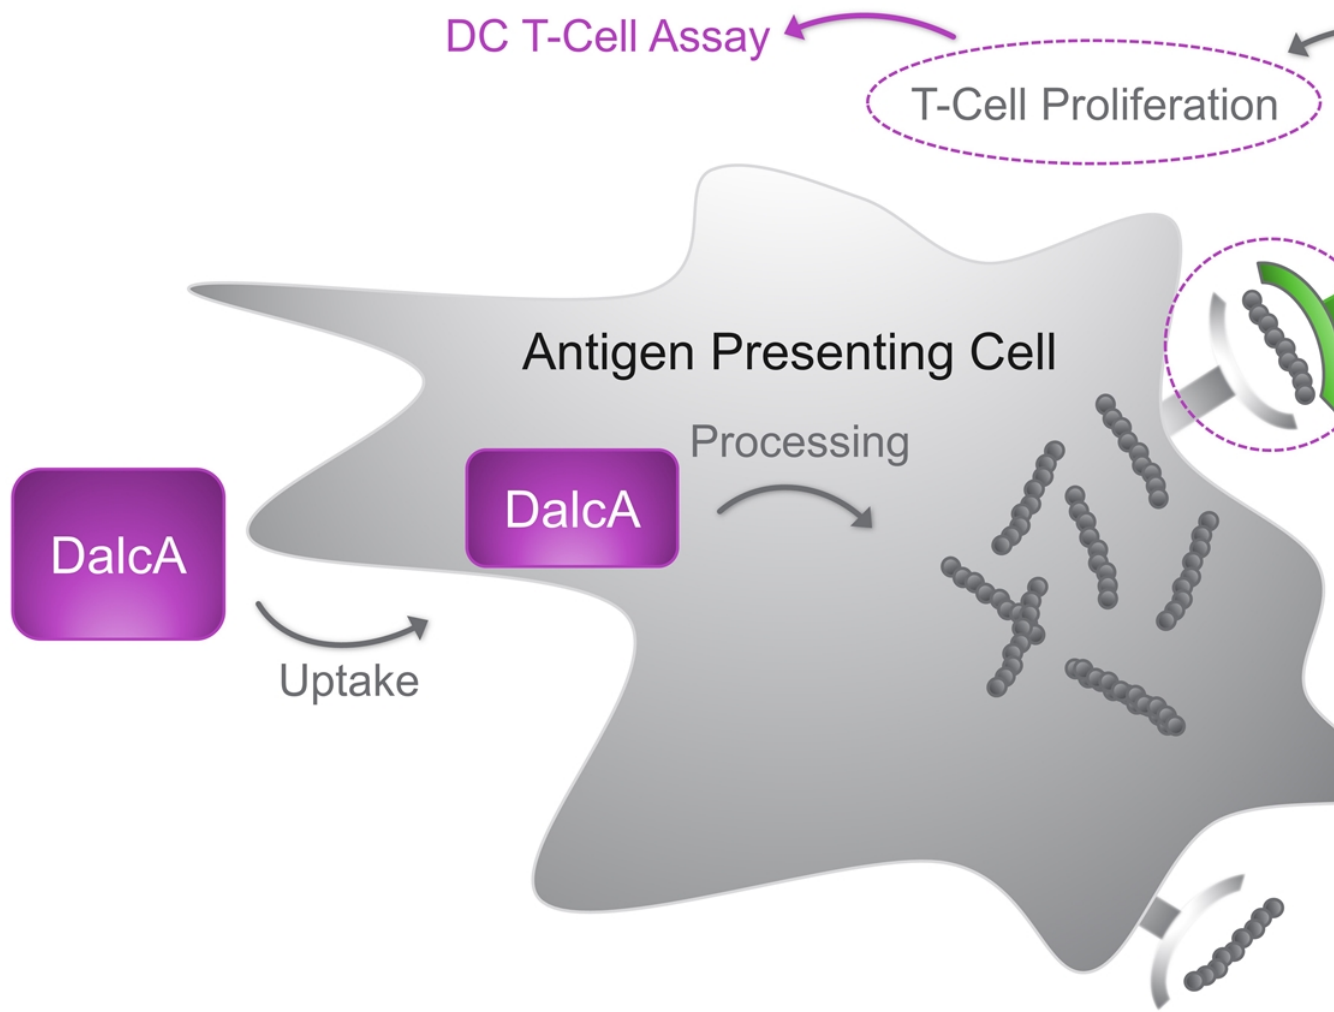 DC T-Cell Assay
T-Cell Proliferation
Antigen Presenting Cell
Processing
DalcA
DalcA
Uptake